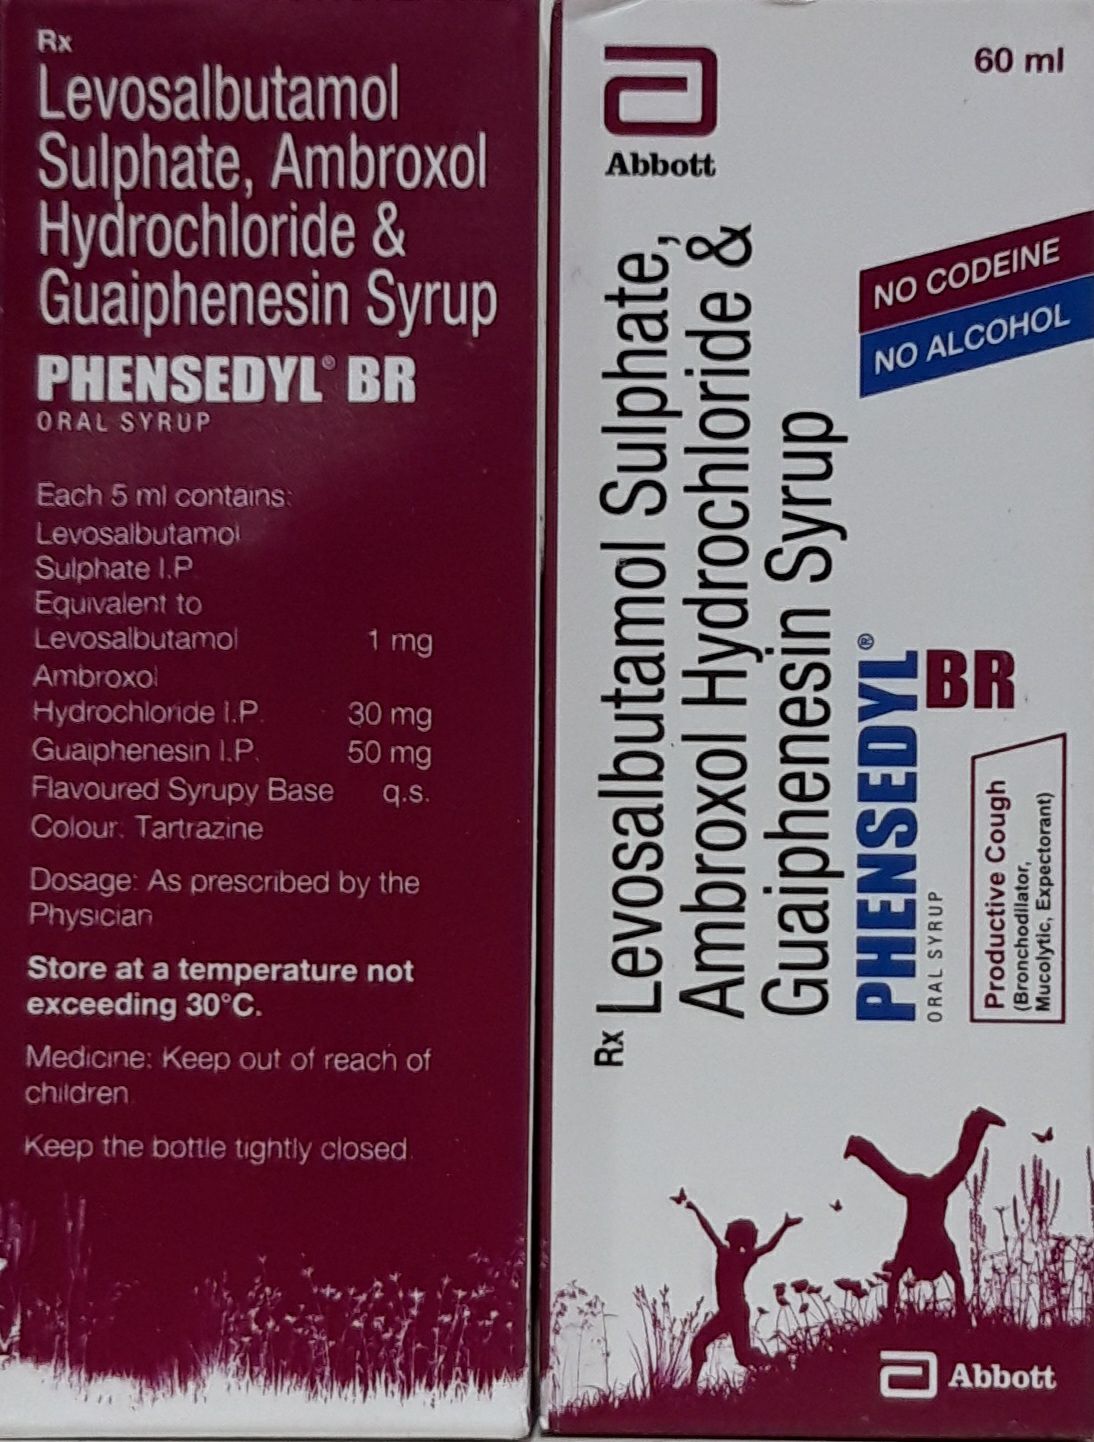 Rx
Levosalbutamol
Sulphate, Ambroxol
Hydrochloride &
Guaiphenesin Syrup
PHENSEDYL® BR
ORAL SYRUP
Each 5 ml contains:
Levosalbutamol
Sulphate I.P.
Equivalent to
Levosalbutamol 1 mg
Ambroxol
Hydrochloride I.P. 30 mg
Guaiphenesin I.P. 50 mg
Flavoured Syrupy Base q.s.
Colour: Tartrazine
Dosage: As prescribed by the
Physician
Store at a temperature not
exceeding 30°C.
Medicine: Keep out of reach of
children
Keep the bottle tightly closed.
Abbott
60 ml
NO CODEINE
NO ALCOHOL
Rx Levosalbutamol Sulphate,
Ambroxol Hydrochloride &
Guaiphenesin Syrup
PHENSEDYL®
BR
ORAL SYRUP
Productive Cough
(Bronchodilator,
Mucolytic, Expectorant)
Abbott